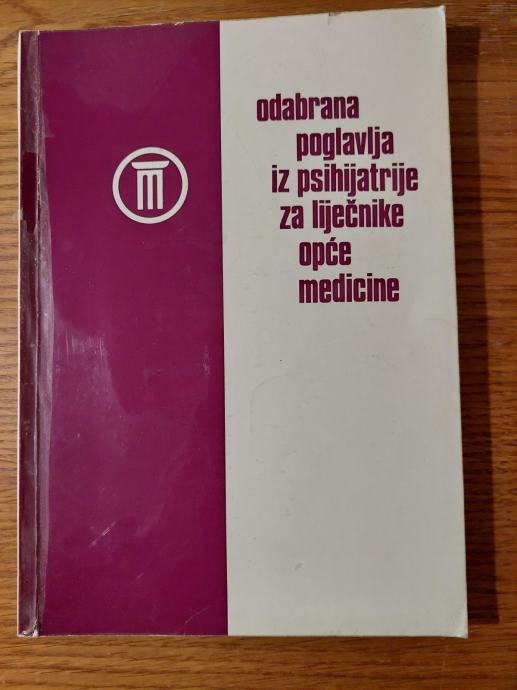 odabrana
poglavlja
iz psihijatrije
za liječnike
opće
medicine